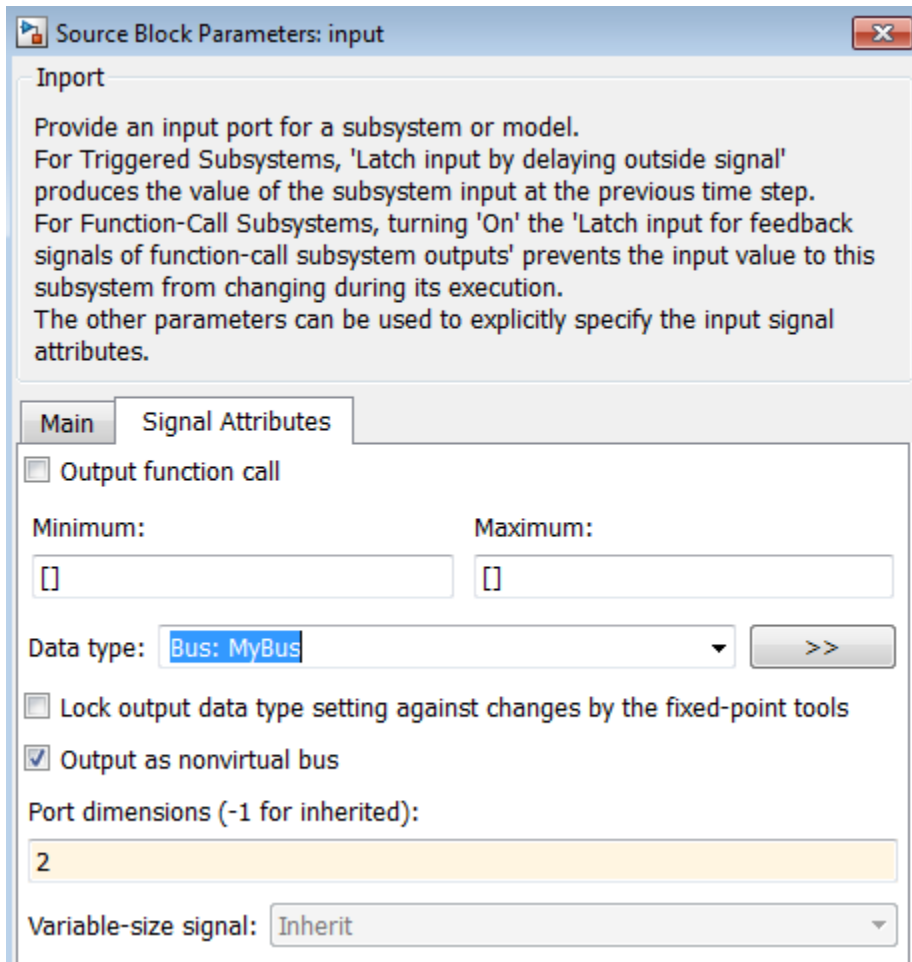 Source Block Parameters: input
Inport
Provide an input port for a subsystem or model.
For Triggered Subsystems, 'Latch input by delaying outside signal'
produces the value of the subsystem input at the previous time step.
For Function-Call Subsystems, turning 'On' the 'Latch input for feedback
signals of function-call subsystem outputs' prevents the input value to this
subsystem from changing during its execution.
The other parameters can be used to explicitly specify the input signal
attributes.
Main Signal Attributes
Output function call
Minimum: Maximum:
[] []
Data type: Bus: MyBus >>
Lock output data type setting against changes by the fixed-point tools
Output as nonvirtual bus
Port dimensions (-1 for inherited):
2
Variable-size signal: Inherit